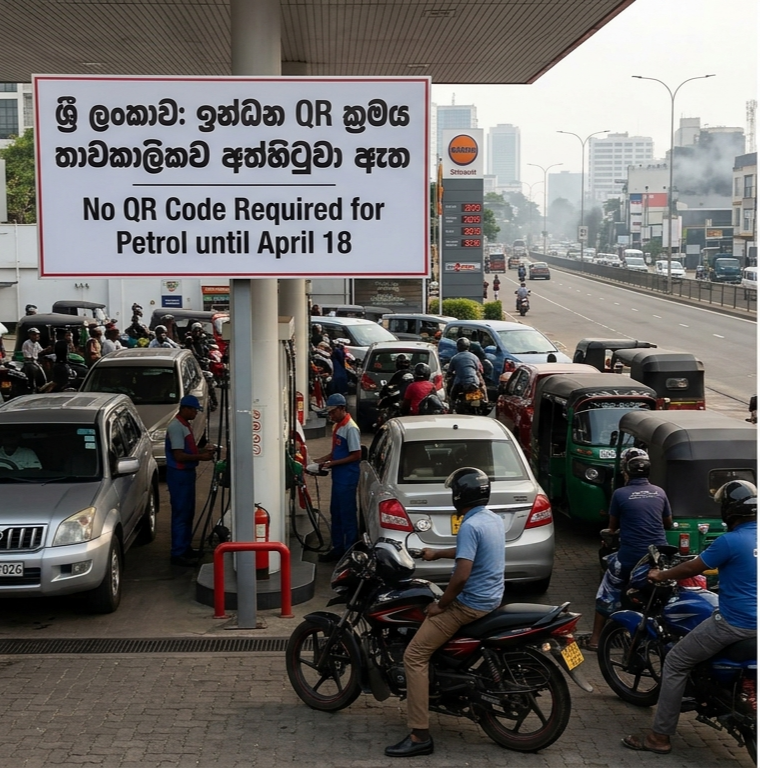 ශ්‍රී ලංකාව: ඉන්ධන QR ක්‍රමය
තාවකාලිකව අත්හිටුවා ඇත
No QR Code Required for
Petrol until April 18